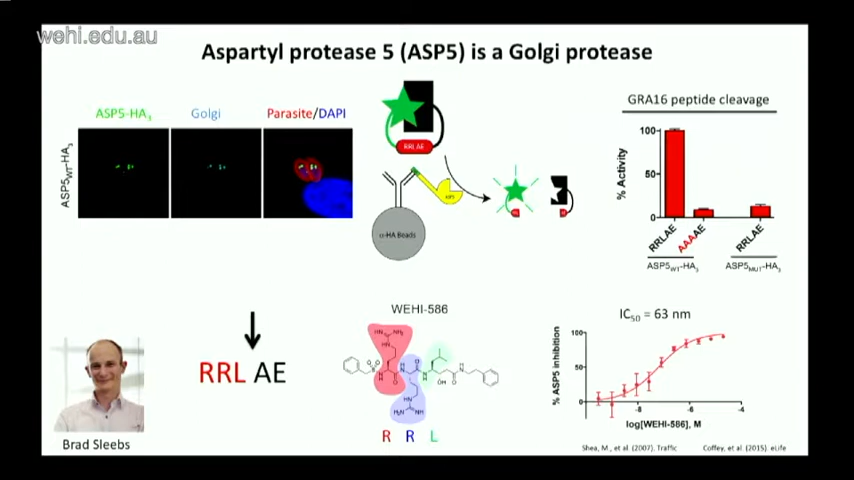 wehi.edu.au
Aspartyl protease 5 (ASP5) is a Golgi protease
ASP5-HA3
Golgi
Parasite/DAPI
ASP5WT-HA3
RRLAE
α-HA Beads
ASP5
GRA16 peptide cleavage
% Activity
100
50
0
RRLAE
AAAAE
RRLAE
ASP5WT-HA3
ASP5MUT-HA3
RRL AE
Brad Sleebs
WEHI-586
R R L
IC50 = 63 nm
% ASP5 inhibition
100
50
0
-8
-6
-4
log[WEHI-586], M
Shea, M., et al. (2007). Traffic
Coffey, et al. (2015). eLife